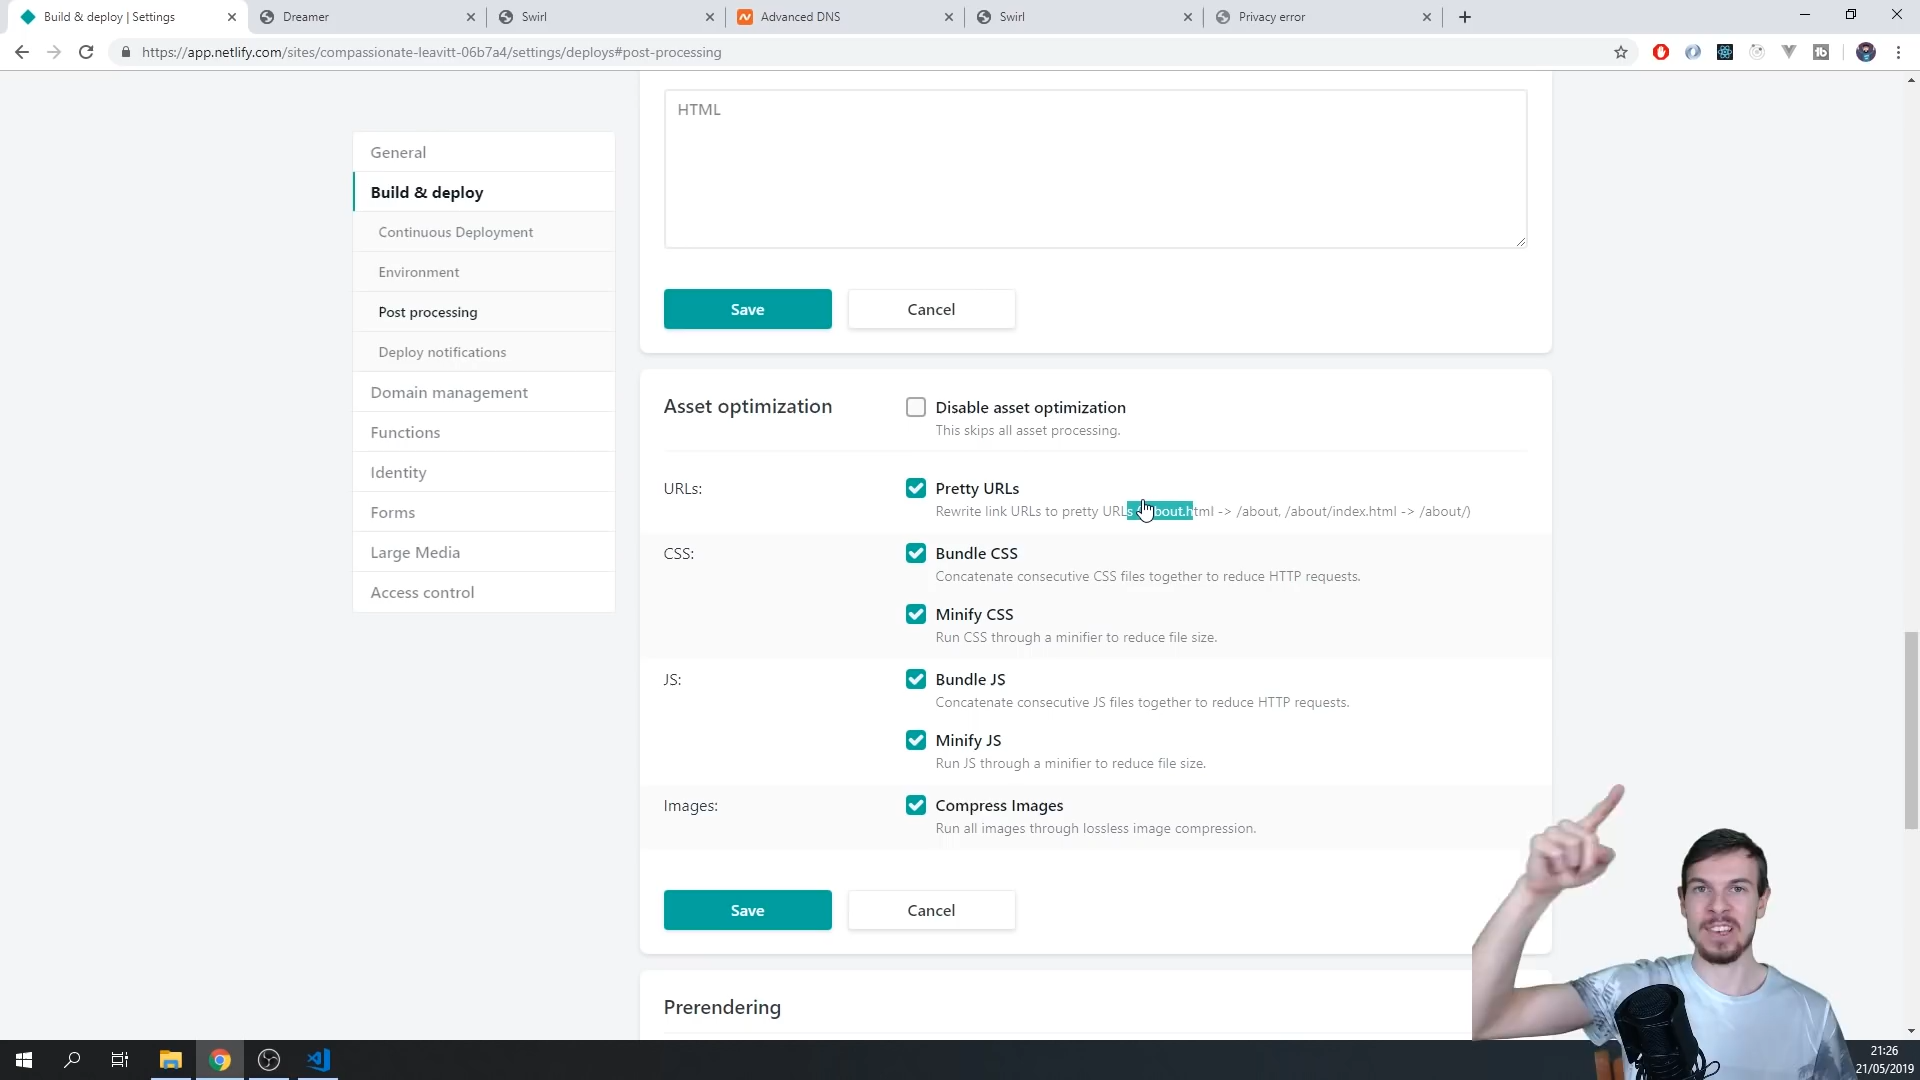 Build & deploy | Settings
Dreamer
Swirl
Advanced DNS
Swirl
Privacy error
https://app.netlify.com/sites/compassionate-leavitt-06b7a4/settings/deploys#post-processing
General
Build & deploy
Continuous Deployment
Environment
Post processing
Deploy notifications
Domain management
Functions
Identity
Forms
Large Media
Access control
HTML
Save
Cancel
Asset optimization
Disable asset optimization
This skips all asset processing.
URLs:
Pretty URLs
Rewrite link URLs to pretty URLs about.html -> /about, /about/index.html -> /about/)
CSS:
Bundle CSS
Concatenate consecutive CSS files together to reduce HTTP requests.
Minify CSS
Run CSS through a minifier to reduce file size.
JS:
Bundle JS
Concatenate consecutive JS files together to reduce HTTP requests.
Minify JS
Run JS through a minifier to reduce file size.
Images:
Compress Images
Run all images through lossless image compression.
Save
Cancel
Prerendering
21:26
21/05/2019